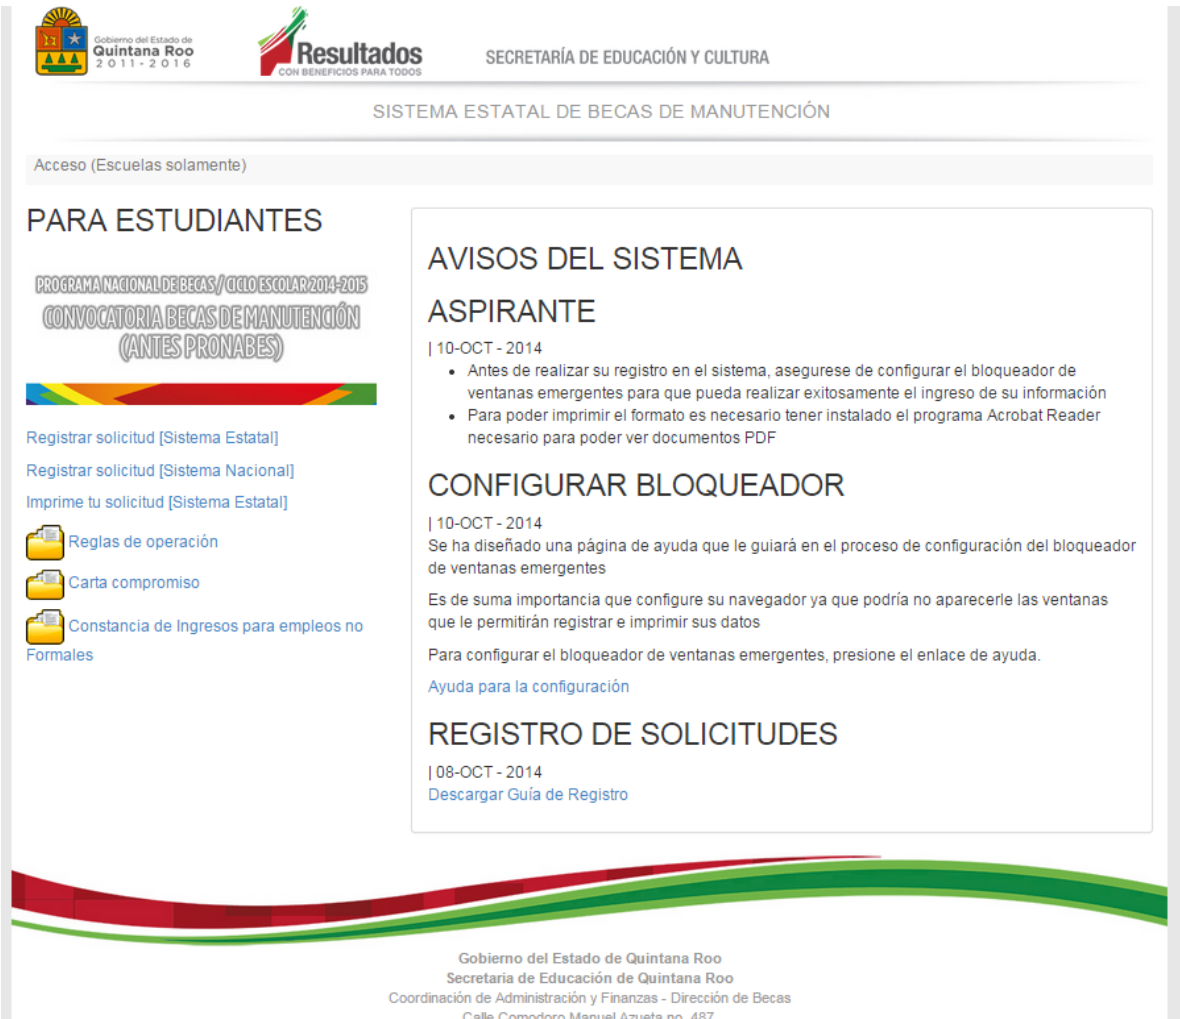 Gobierno del Estado de
Quintana Roo
2011-2016
Resultados
CON BENEFICIOS PARA TODOS
SECRETARÍA DE EDUCACIÓN Y CULTURA
SISTEMA ESTATAL DE BECAS DE MANUTENCIÓN
Acceso (Escuelas solamente)
PARA ESTUDIANTES
PROGRAMA NACIONAL DE BECAS / CICLO ESCOLAR 2014-2015
CONVOCATORIA BECAS DE MANUTENCIÓN
(ANTES PRONABES)
Registrar solicitud [Sistema Estatal]
Registrar solicitud [Sistema Nacional]
Imprime tu solicitud [Sistema Estatal]
Reglas de operación
Carta compromiso
Constancia de Ingresos para empleos no
Formales
AVISOS DEL SISTEMA
ASPIRANTE
| 10-OCT - 2014
• Antes de realizar su registro en el sistema, asegurese de configurar el bloqueador de
ventanas emergentes para que pueda realizar exitosamente el ingreso de su información
• Para poder imprimir el formato es necesario tener instalado el programa Acrobat Reader
necesario para poder ver documentos PDF
CONFIGURAR BLOQUEADOR
| 10-OCT - 2014
Se ha diseñado una página de ayuda que le guiará en el proceso de configuración del bloqueador
de ventanas emergentes
Es de suma importancia que configure su navegador ya que podría no aparecerle las ventanas
que le permitirán registrar e imprimir sus datos
Para configurar el bloqueador de ventanas emergentes, presione el enlace de ayuda.
Ayuda para la configuración
REGISTRO DE SOLICITUDES
| 08-OCT - 2014
Descargar Guía de Registro
Gobierno del Estado de Quintana Roo
Secretaria de Educación de Quintana Roo
Coordinación de Administración y Finanzas - Dirección de Becas
Calle Comodoro Manuel Azueta no. 487